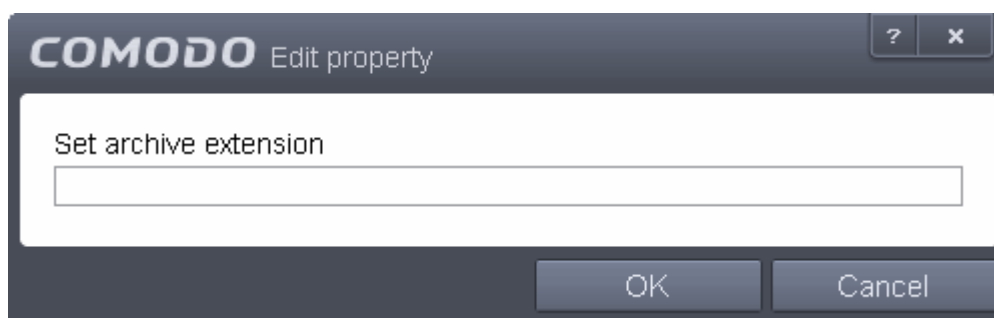 COMODO Edit property
? ×
Set archive extension
OK
Cancel